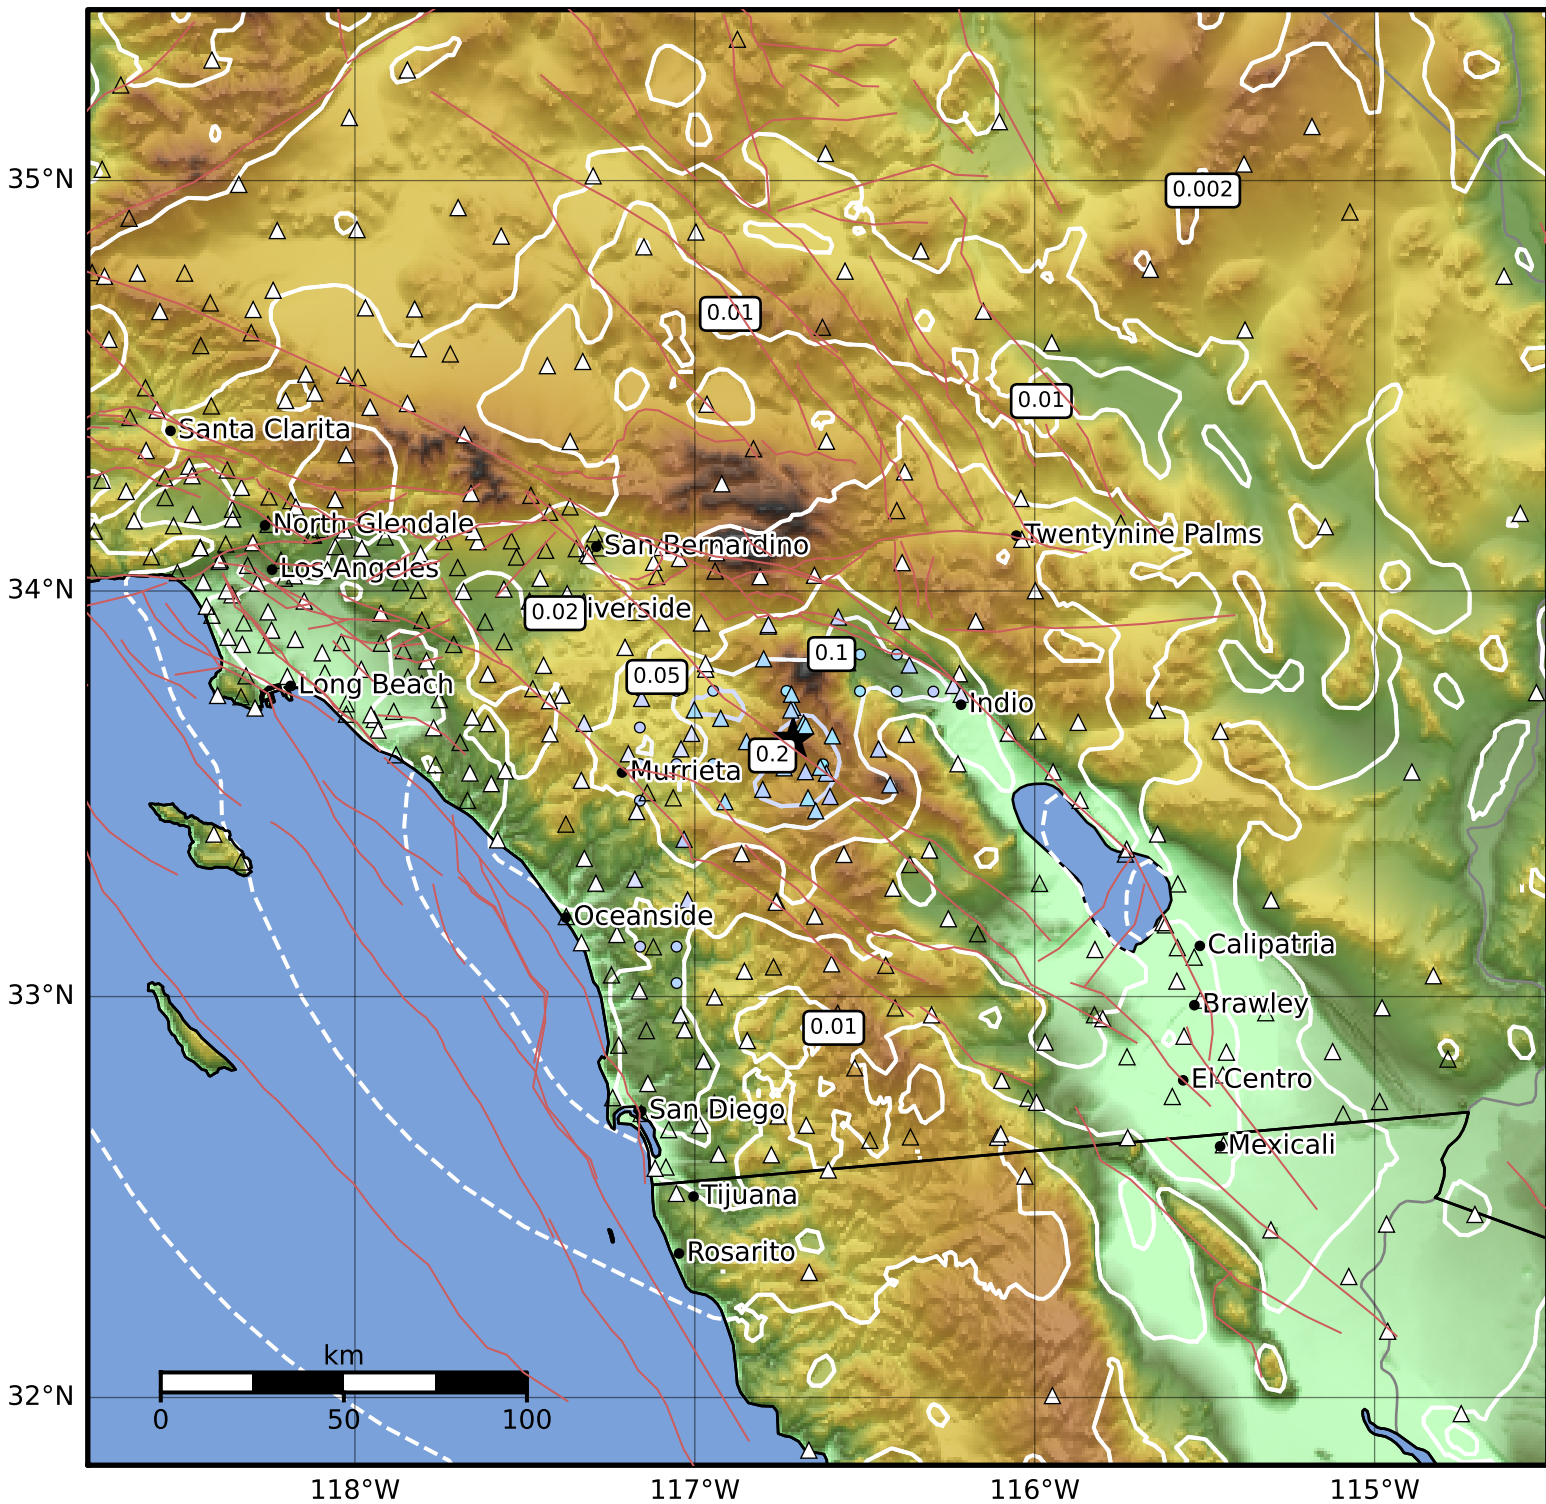 35°N
34°N
33°N
32°N
118°W
117°W
116°W
115°W
0.002
0.01
0.01
Santa Clarita
North Glendale
San Bernardino
Twentynine Palms
Los Angeles
0.02
iverside
0.1
0.05
Long Beach
Indio
0.2
Murrieta
Oceanside
Calipatria
Brawley
0.01
El Centro
San Diego
Mexicali
Tijuana
Rosarito
km
0 50 100